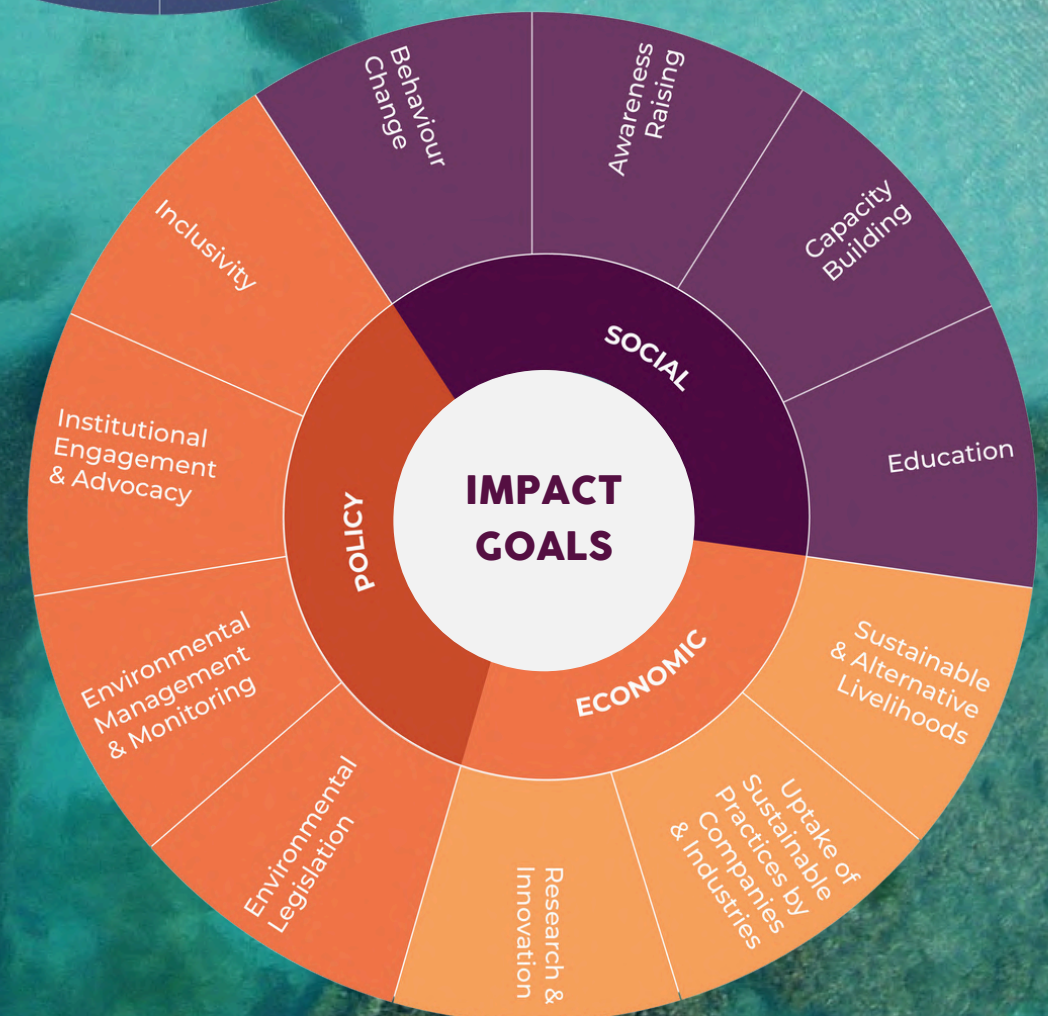 IMPACT
GOALS
SOCIAL
Behaviour
Change
Awareness
Raising
Capacity
Building
Education
ECONOMIC
Sustainable
& Alternative
Livelihoods
Uptake of
Sustainable
Practices by
Companies
& Industries
Research &
Innovation
POLICY
Environmental
Legislation
Environmental
Management
& Monitoring
Institutional
Engagement
& Advocacy
Inclusivity